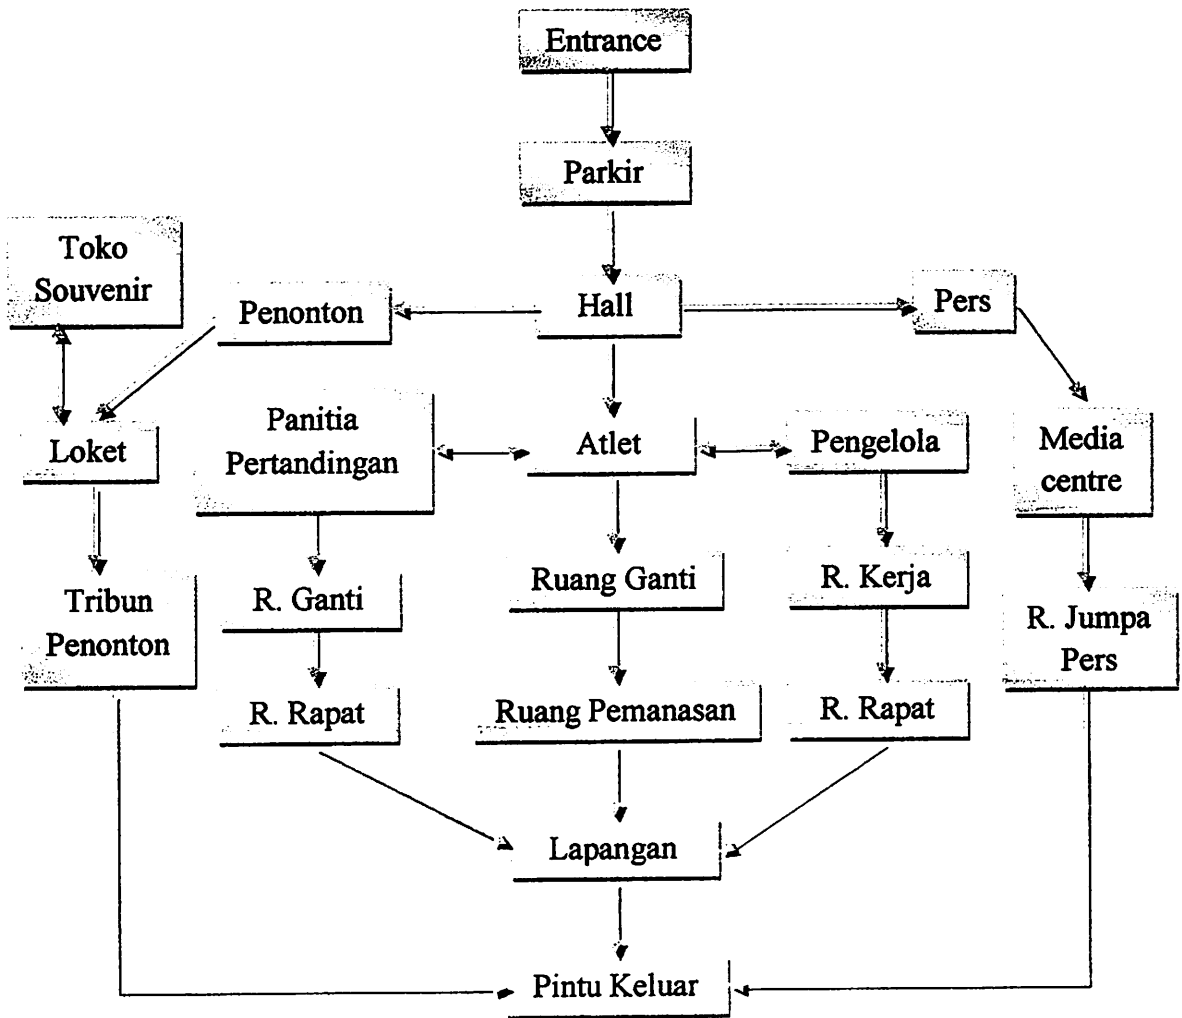 Entrance
Parkir
Toko
Souvenir
Penonton
Hall
Pers
Loket
Panitia
Pertandingan
Atlet
Pengelola
Media
centre
Tribun
Penonton
R. Ganti
Ruang Ganti
R. Kerja
R. Jumpa
Pers
R. Rapat
Ruang Pemanasan
R. Rapat
Lapangan
Pintu Keluar